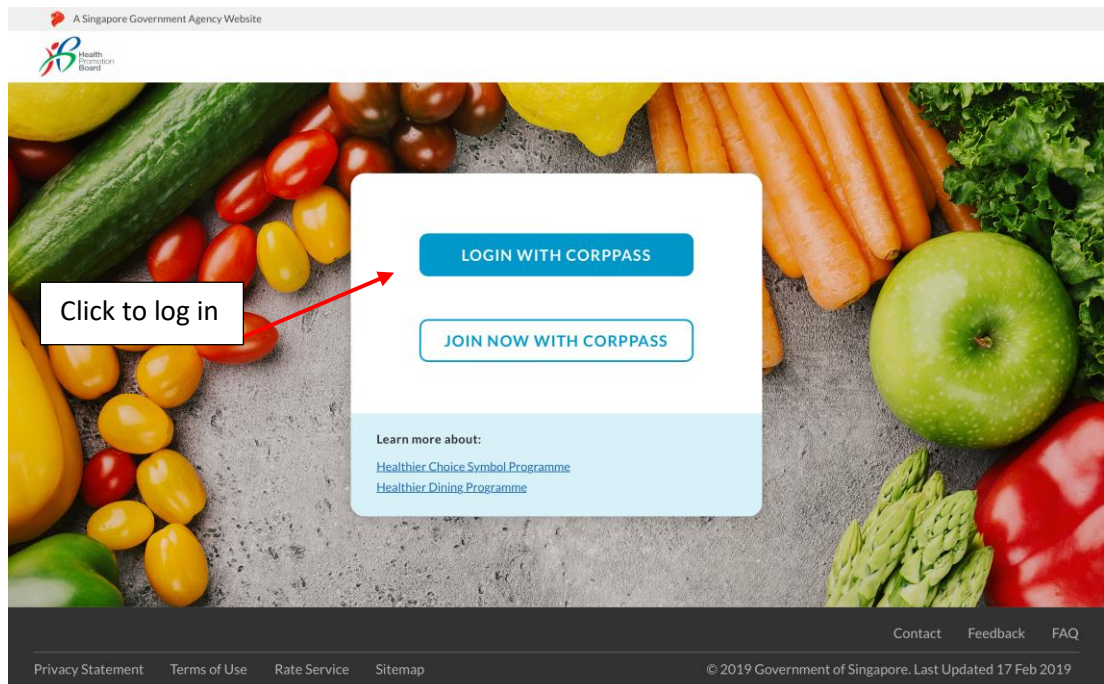 A Singapore Government Agency Website
Health
Promotion
Board
LOGIN WITH CORPPASS
Click to log in
JOIN NOW WITH CORPPASS
Learn more about:
Healthier Choice Symbol Programme
Healthier Dining Programme
Contact Feedback FAQ
Privacy Statement Terms of Use Rate Service Sitemap © 2019 Government of Singapore. Last Updated 17 Feb 2019